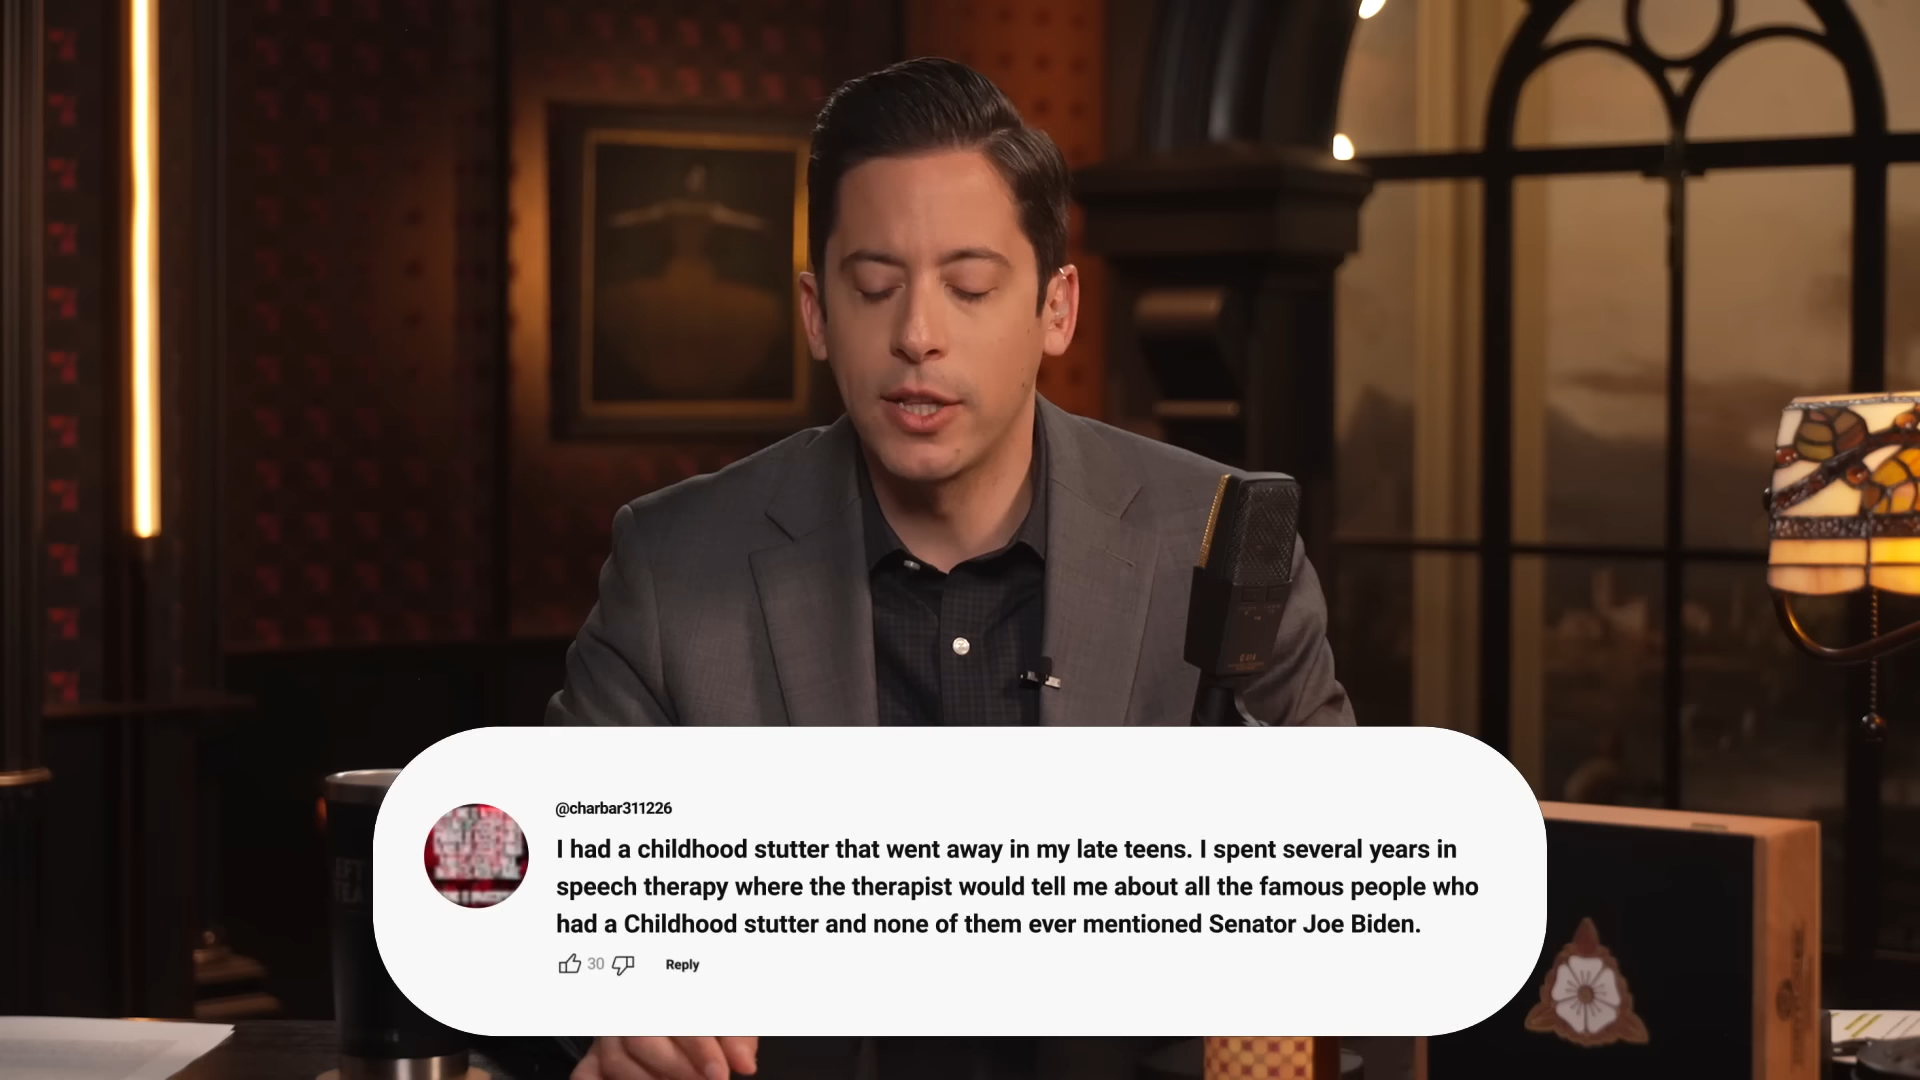 @charbar311226
I had a childhood stutter that went away in my late teens. I spent several years in
speech therapy where the therapist would tell me about all the famous people who
had a Childhood stutter and none of them ever mentioned Senator Joe Biden.
30
Reply